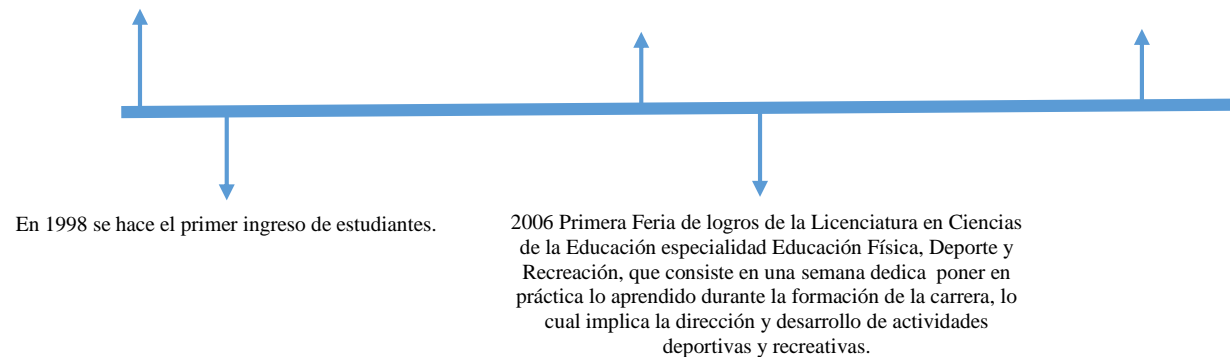 En 1998 se hace el primer ingreso de estudiantes.
2006 Primera Feria de logros de la Licenciatura en Ciencias
de la Educación especialidad Educación Física, Deporte y
Recreación, que consiste en una semana dedica  poner en
práctica lo aprendido durante la formación de la carrera, lo
cual implica la dirección y desarrollo de actividades
deportivas y recreativas.